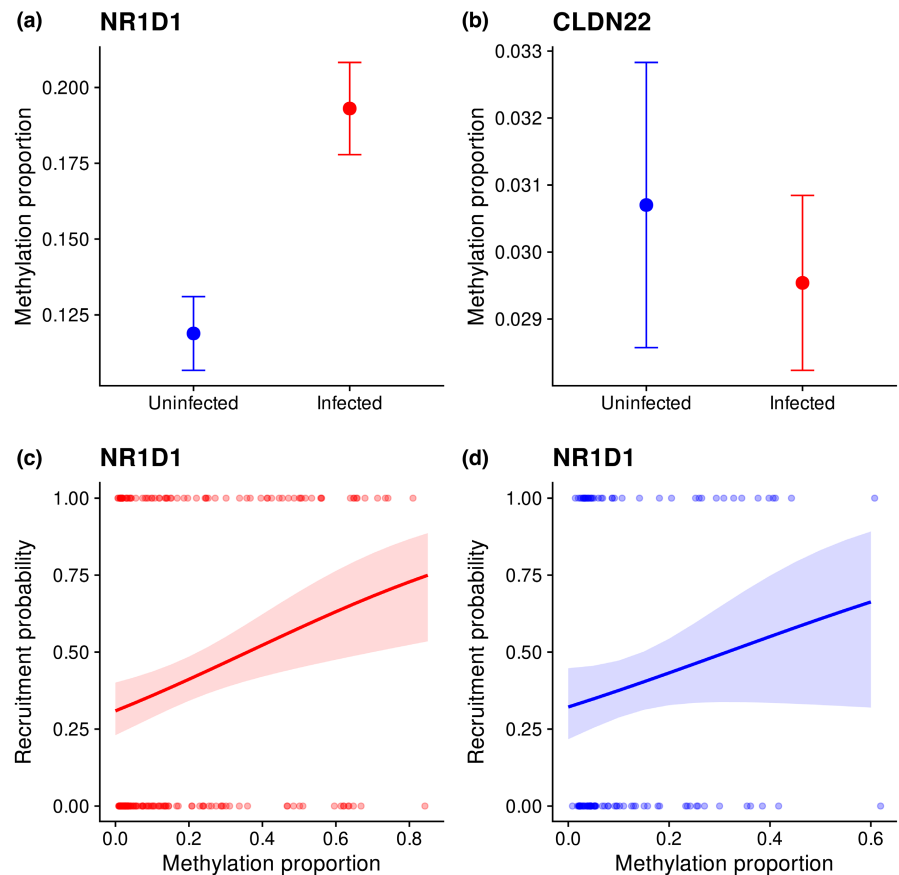 (a) NR1D1
Methylation proportion
0.200
0.175
0.150
0.125
Uninfected Infected
(b) CLDN22
Methylation proportion
0.033
0.032
0.031
0.030
0.029
Uninfected Infected
(c) NR1D1
Recruitment probability
1.00
0.75
0.50
0.25
0.00
0.0 0.2 0.4 0.6 0.8
Methylation proportion
(d) NR1D1
Recruitment probability
1.00
0.75
0.50
0.25
0.00
0.0 0.2 0.4 0.6
Methylation proportion